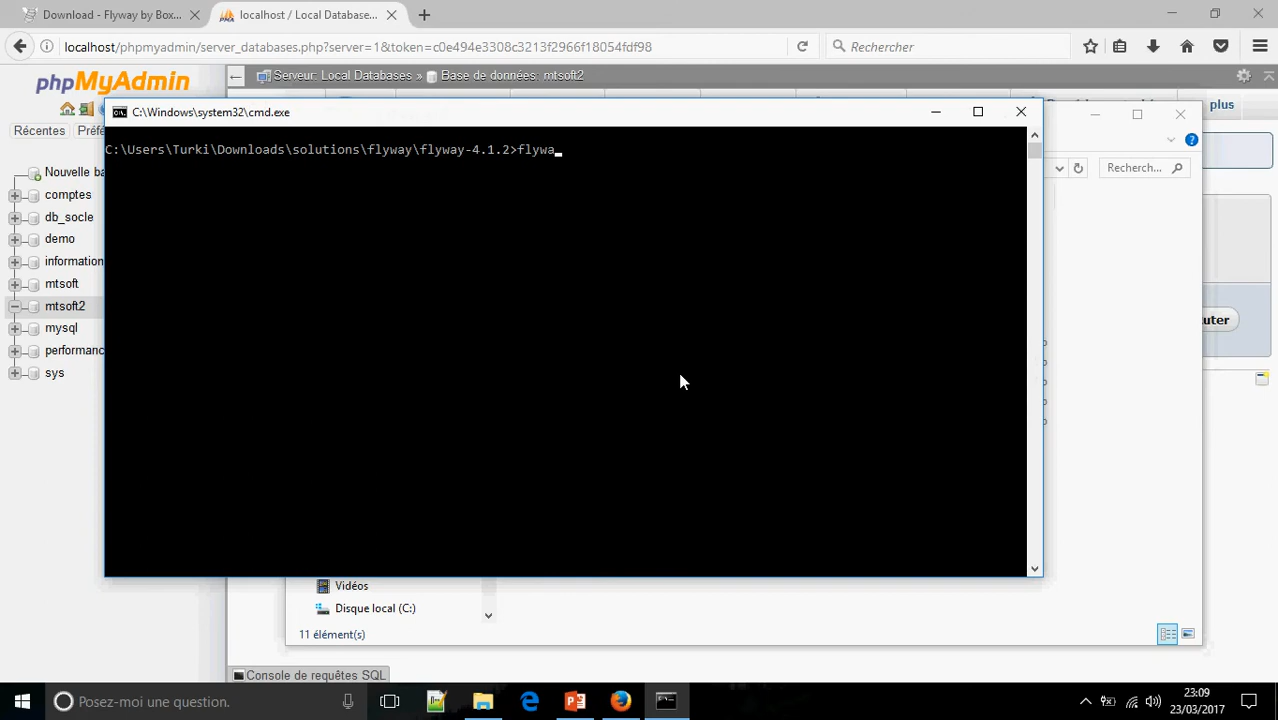 Download - Flyway by Box...
localhost / Local Database...
localhost/phpmyadmin/server_databases.php?server=1&token=c0e494e3308c3213f2966f18054fdf98
Rechercher
phpMyAdmin
Serveur: Local Databases » Base de données: mtsoft2
Récentes
Préfé
plus
C:\Windows\system32\cmd.exe
C:\Users\Turki\Downloads\solutions\flyway\flyway-4.1.2>flywa_
Recherch...
Nouvelle ba
comptes
db_socle
demo
information
mtsoft
mtsoft2
mysql
performanc
sys
uter
Vidéos
Disque local (C:)
11 élément(s)
Console de requêtes SQL
Posez-moi une question.
23:09
23/03/2017